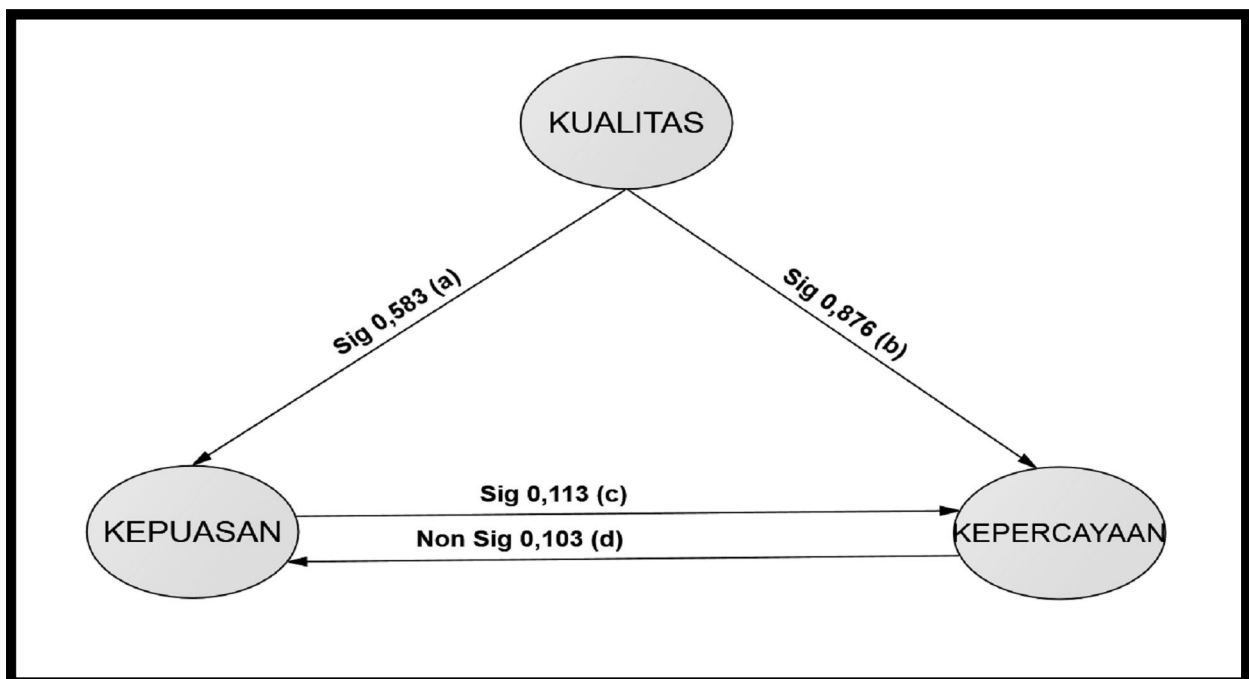 KUALITAS
Sig 0,583 (a)
Sig 0,876 (b)
Sig 0,113 (c)
KEPUASAN
KEPERCAYAAN
Non Sig 0,103 (d)